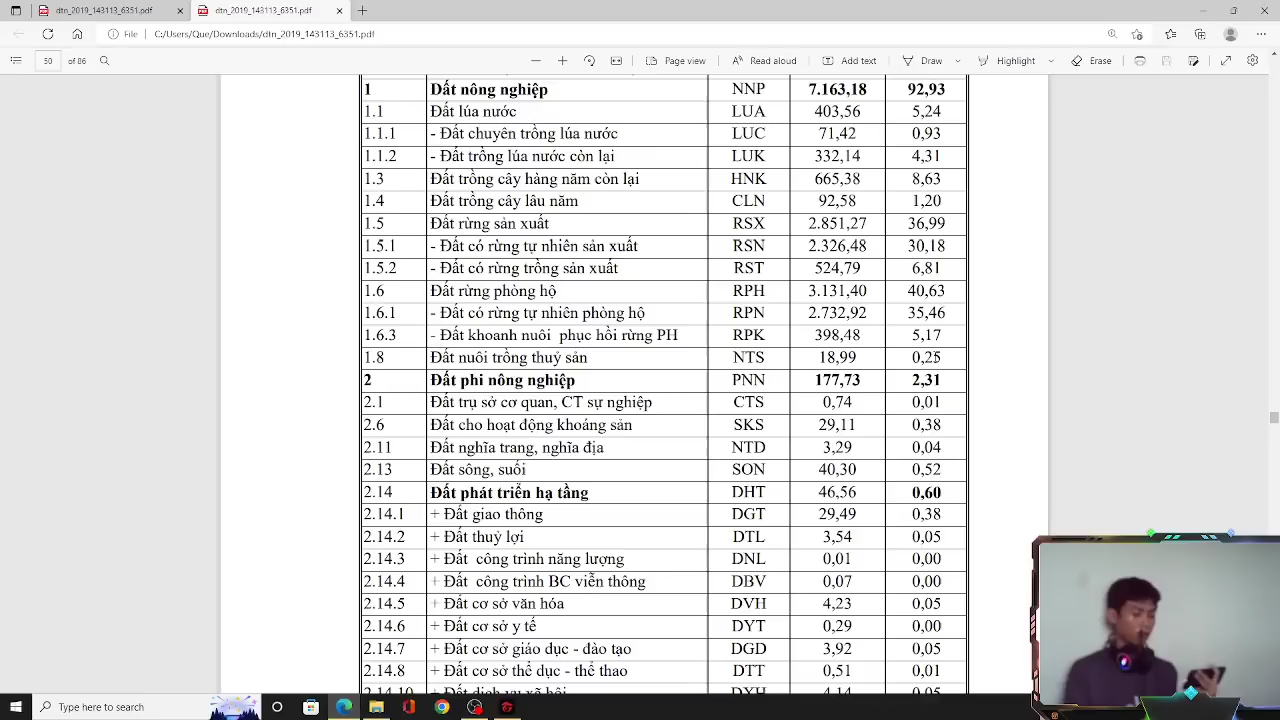 dtn_2019_143113_6351.pdf
dtn_2019_143113_6351.pdf
File C:/Users/Que/Downloads/dtn_2019_143113_6351.pdf
50 of 86 Page view Read aloud Add text Draw Highlight Erase
1 Đất nông nghiệp NNP 7.163,18 92,93
1.1 Đất lúa nước LUA 403,56 5,24
1.1.1 - Đất chuyên trồng lúa nước LUC 71,42 0,93
1.1.2 - Đất trồng lúa nước còn lại LUK 332,14 4,31
1.3 Đất trồng cây hàng năm còn lại HNK 665,38 8,63
1.4 Đất trồng cây lâu năm CLN 92,58 1,20
1.5 Đất rừng sản xuất RSX 2.851,27 36,99
1.5.1 - Đất có rừng tự nhiên sản xuất RSN 2.326,48 30,18
1.5.2 - Đất có rừng trồng sản xuất RST 524,79 6,81
1.6 Đất rừng phòng hộ RPH 3.131,40 40,63
1.6.1 - Đất có rừng tự nhiên phòng hộ RPN 2.732,92 35,46
1.6.3 - Đất khoanh nuôi phục hồi rừng PH RPK 398,48 5,17
1.8 Đất nuôi trồng thuỷ sản NTS 18,99 0,25
2 Đất phi nông nghiệp PNN 177,73 2,31
2.1 Đất trụ sở cơ quan, CT sự nghiệp CTS 0,74 0,01
2.6 Đất cho hoạt động khoáng sản SKS 29,11 0,38
2.11 Đất nghĩa trang, nghĩa địa NTD 3,29 0,04
2.13 Đất sông, suối SON 40,30 0,52
2.14 Đất phát triển hạ tầng DHT 46,56 0,60
2.14.1 + Đất giao thông DGT 29,49 0,38
2.14.2 + Đất thuỷ lợi DTL 3,54 0,05
2.14.3 + Đất công trình năng lượng DNL 0,01 0,00
2.14.4 + Đất công trình BC viễn thông DBV 0,07 0,00
2.14.5 + Đất cơ sở văn hóa DVH 4,23 0,05
2.14.6 + Đất cơ sở y tế DYT 0,29 0,00
2.14.7 + Đất cơ sở giáo dục - đào tạo DGD 3,92 0,05
2.14.8 + Đất cơ sở thể dục - thể thao DTT 0,51 0,01
2.14.10 + Đất dịch vụ xã hội DXH 4,14 0,05
Type here to search